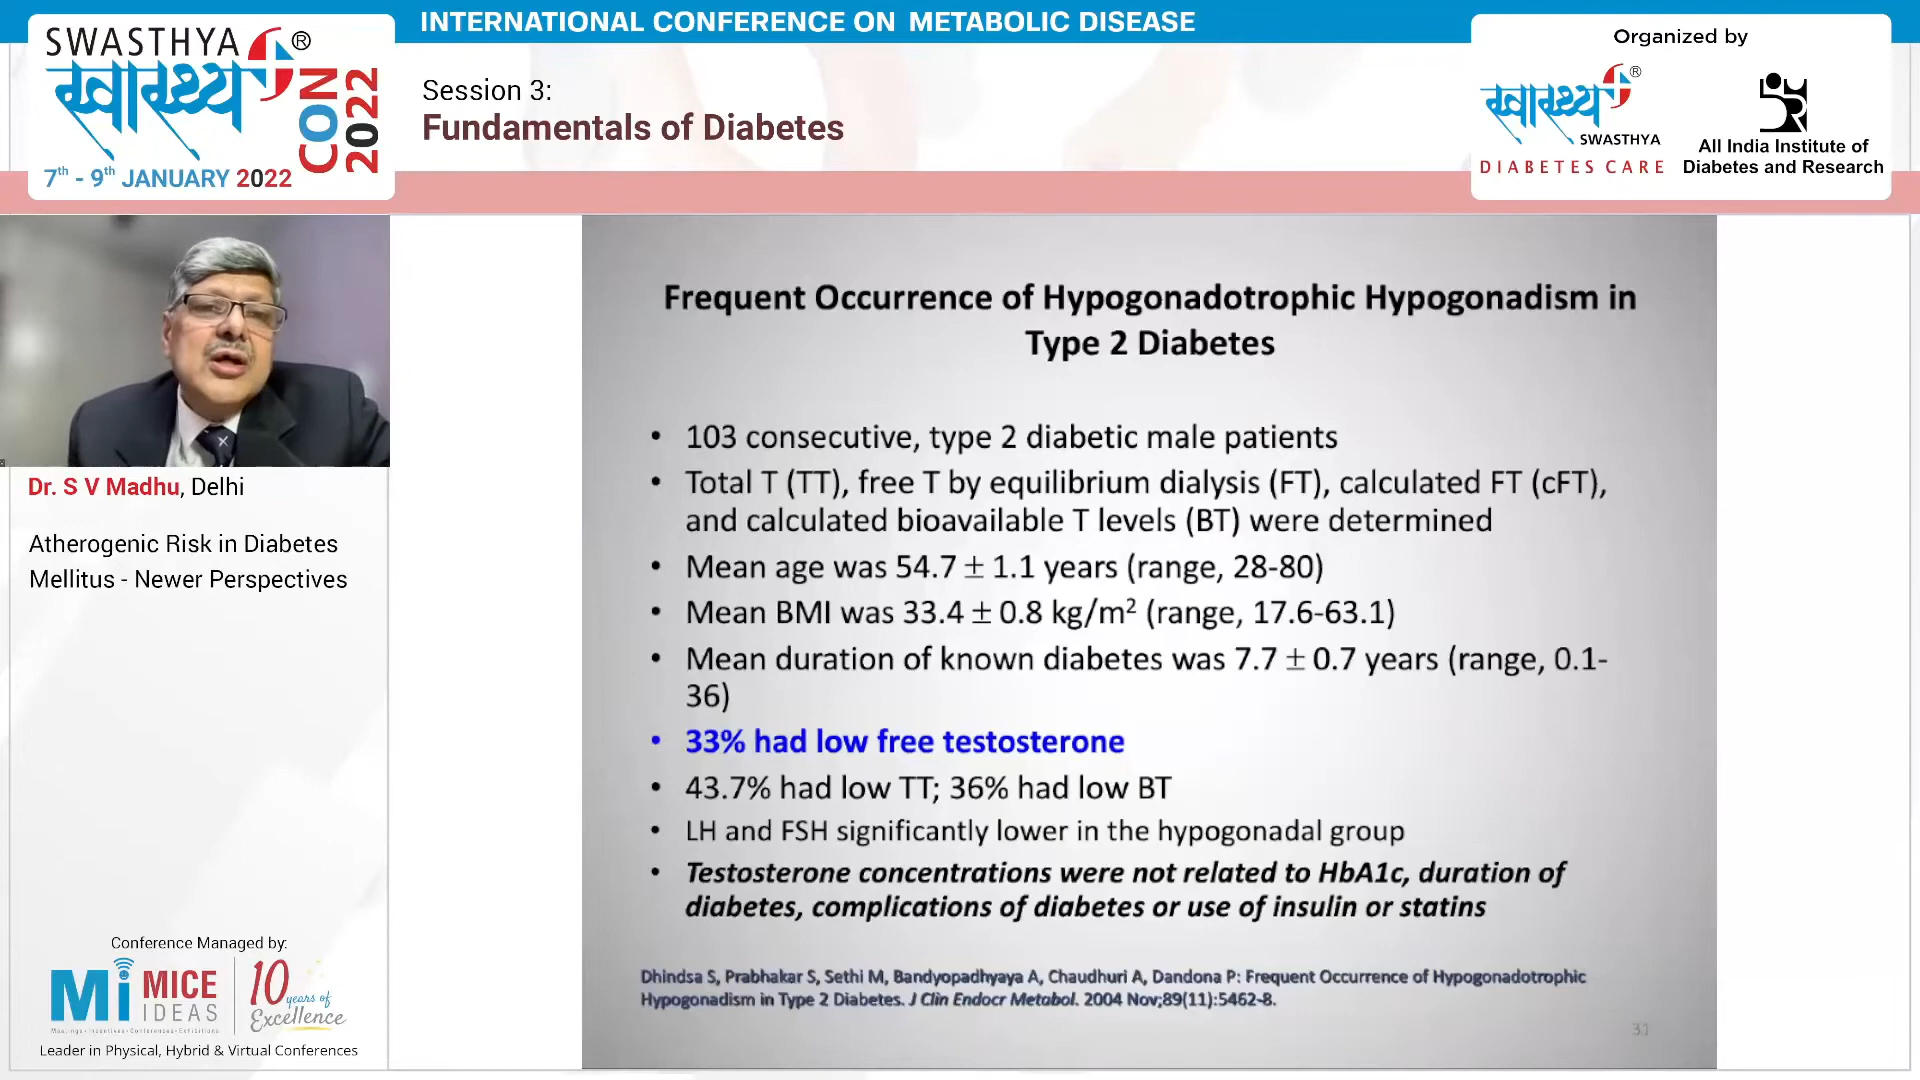 INTERNATIONAL CONFERENCE ON METABOLIC DISEASE
SWASTHYA ®
स्वास्थ्य
CON 2022
7th - 9th JANUARY 2022
Session 3:
Fundamentals of Diabetes
Organized by
स्वास्थ्य ®
SWASTHYA
DIABETES CARE
All India Institute of
Diabetes and Research
Dr. S V Madhu, Delhi
Atherogenic Risk in Diabetes
Mellitus - Newer Perspectives
Frequent Occurrence of Hypogonadotrophic Hypogonadism in
Type 2 Diabetes
• 103 consecutive, type 2 diabetic male patients
• Total T (TT), free T by equilibrium dialysis (FT), calculated FT (cFT),
and calculated bioavailable T levels (BT) were determined
• Mean age was 54.7 ± 1.1 years (range, 28-80)
• Mean BMI was 33.4 ± 0.8 kg/m² (range, 17.6-63.1)
• Mean duration of known diabetes was 7.7 ± 0.7 years (range, 0.1-
36)
• 33% had low free testosterone
• 43.7% had low TT; 36% had low BT
• LH and FSH significantly lower in the hypogonadal group
• Testosterone concentrations were not related to HbA1c, duration of
diabetes, complications of diabetes or use of insulin or statins
Dhindsa S, Prabhakar S, Sethi M, Bandyopadhyaya A, Chaudhuri A, Dandona P: Frequent Occurrence of Hypogonadotrophic
Hypogonadism in Type 2 Diabetes. J Clin Endocr Metabol. 2004 Nov;89(11):5462-8.
31
Conference Managed by:
Mi MICE
IDEAS
Meetings • Incentives • Conferences • Exhibitions
10 years of
Excellence
Leader in Physical, Hybrid & Virtual Conferences